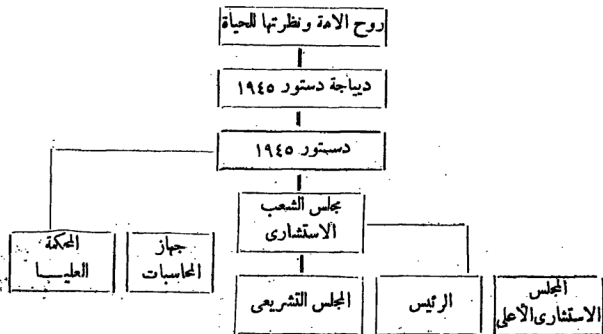 روح الامة ونظرتها للحياة
ديباجة دستور ١٩٤٥
دستور ١٩٤٥
مجلس الشعب
الاستشارى
المحكمة
العليا
جهاز
المحاسبات
المجلس التشريعى
الرئيس
المجلس
الاستشارى الأعلى